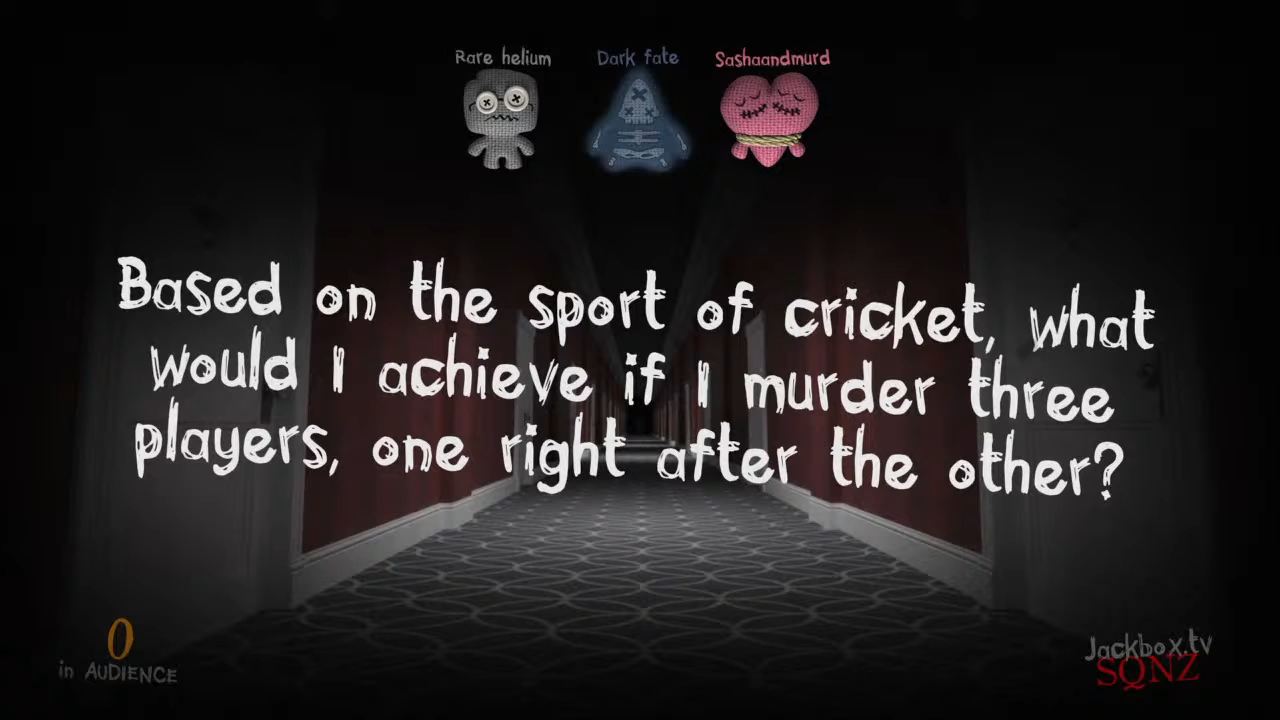 Rare helium
Dark fate
Sashaandmurd
Based on the sport of cricket, what
would I achieve if I murder three
players, one right after the other?
0
in AUDIENCE
Jackbox.tv
SQNZ